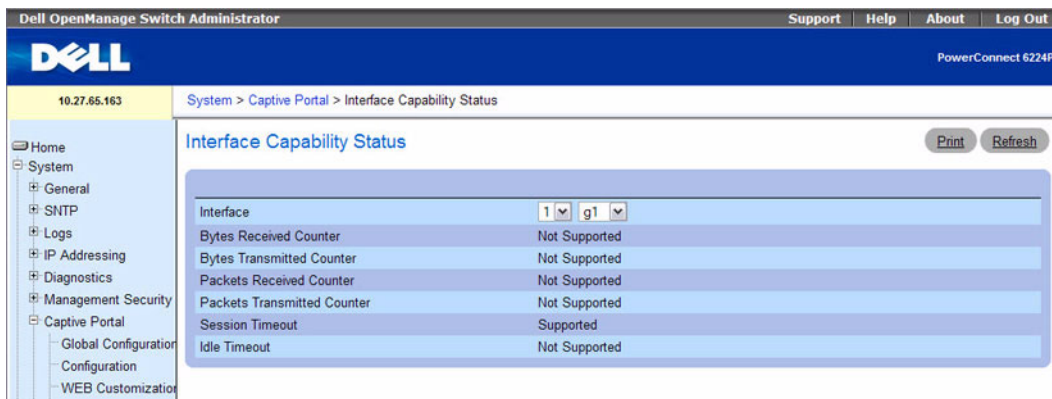 Dell OpenManage Switch Administrator
Support Help About Log Out
DELL
PowerConnect 6224P
10.27.65.163
System > Captive Portal > Interface Capability Status
Home
System
General
SNTP
Logs
IP Addressing
Diagnostics
Management Security
Captive Portal
Global Configuration
Configuration
WEB Customization
Interface Capability Status
Print Refresh
Interface 1 g1
Bytes Received Counter Not Supported
Bytes Transmitted Counter Not Supported
Packets Received Counter Not Supported
Packets Transmitted Counter Not Supported
Session Timeout Supported
Idle Timeout Not Supported